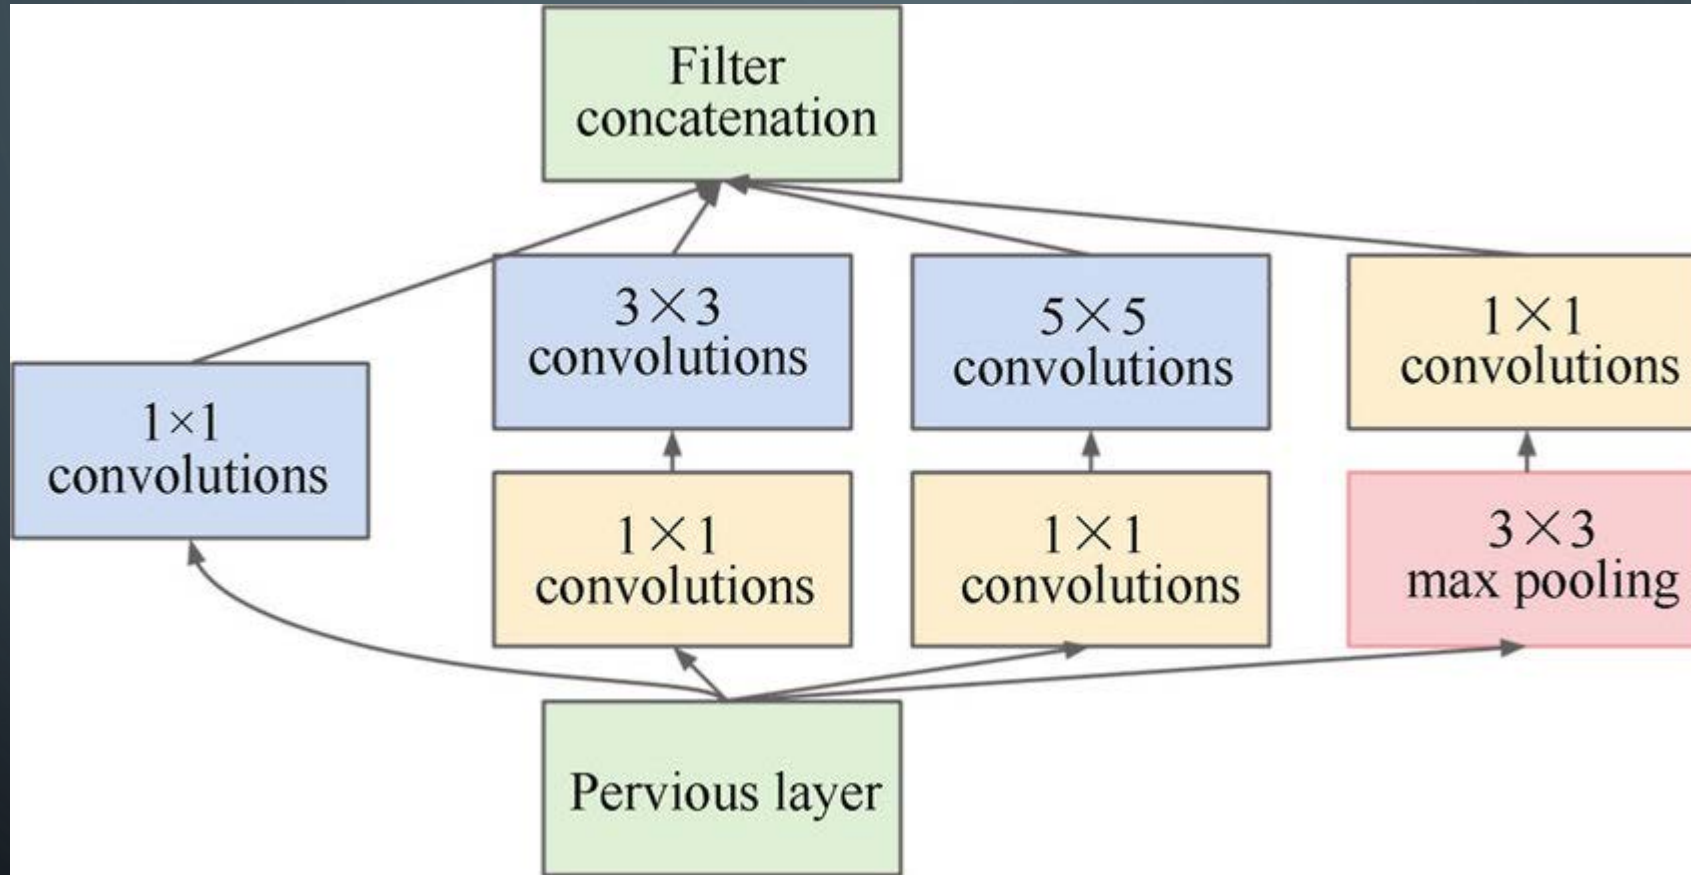 Filter
concatenation
3×3
convolutions
5×5
convolutions
1×1
convolutions
1×1
convolutions
1×1
convolutions
1×1
convolutions
3×3
max pooling
Pervious layer